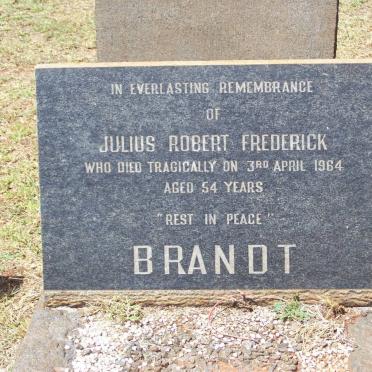 IN EVERLASTING REMEMBRANCE
OF
JULIUS ROBERT FREDERICK
WHO DIED TRAGICALLY ON 3RD APRIL 1964
AGED 54 YEARS
"REST IN PEACE"
BRANDT